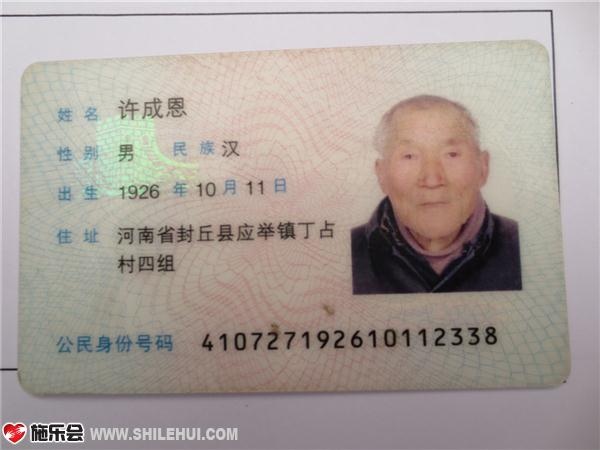 姓名 许成恩
性别 男 民族 汉
出生 1926 年 10 月 11 日
住址 河南省封丘县应举镇丁占
村四组
公民身份号码 410727192610112338
施乐会 WWW.SHILEHUI.COM